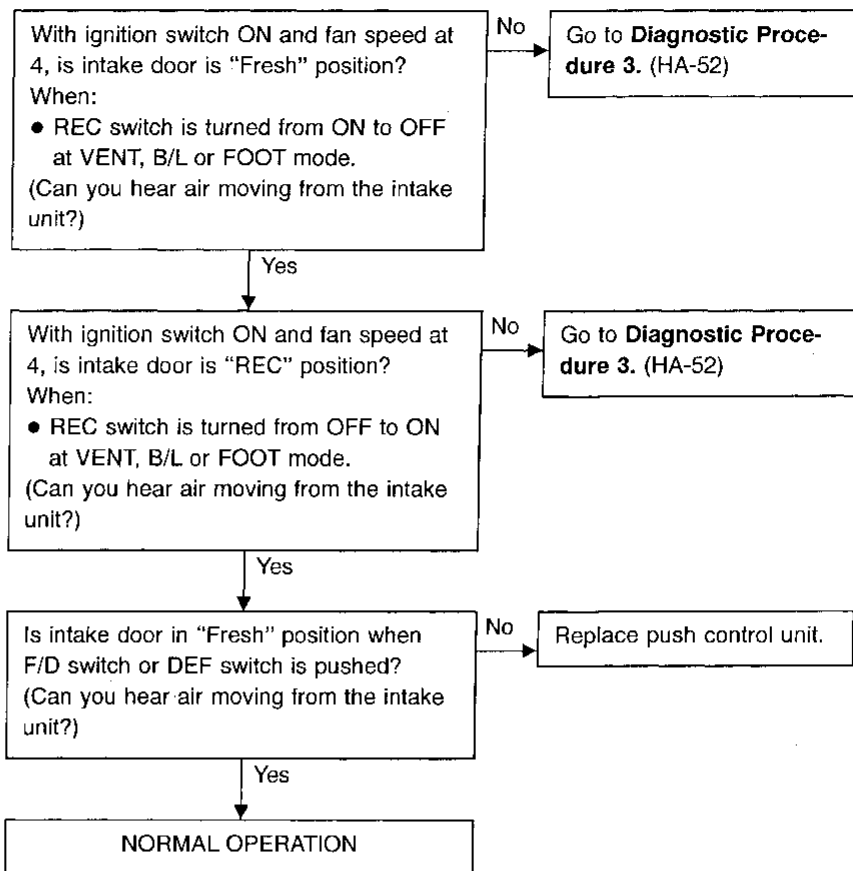 With ignition switch ON and fan speed at
4, is intake door is “Fresh” position?
When:
● REC switch is turned from ON to OFF
at VENT, B/L or FOOT mode.
(Can you hear air moving from the intake
unit?)
No
Go to Diagnostic Proce-
dure 3. (HA-52)
Yes
With ignition switch ON and fan speed at
4, is intake door is “REC” position?
When:
● REC switch is turned from OFF to ON
at VENT, B/L or FOOT mode.
(Can you hear air moving from the intake
unit?)
No
Go to Diagnostic Proce-
dure 3. (HA-52)
Yes
Is intake door in “Fresh” position when
F/D switch or DEF switch is pushed?
(Can you hear air moving from the intake
unit?)
No
Replace push control unit.
Yes
NORMAL OPERATION